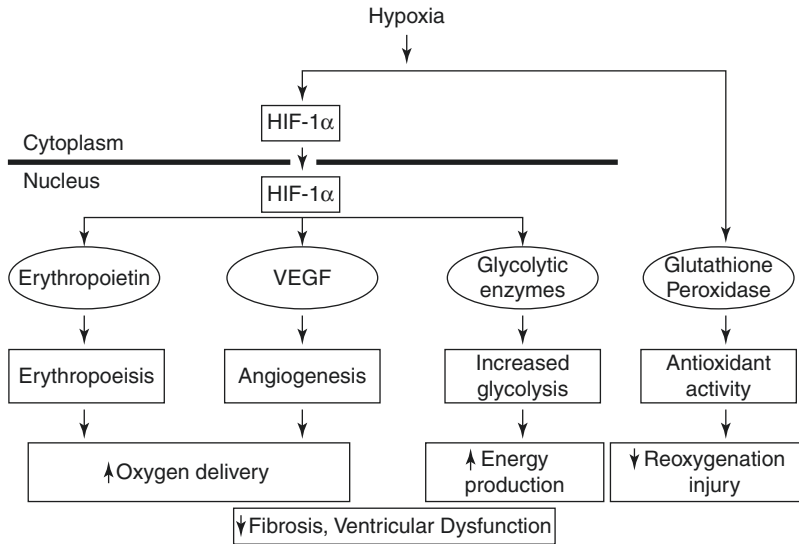 Hypoxia
HIF-1α
Cytoplasm
Nucleus
HIF-1α
Erythropoietin
VEGF
Glycolytic
enzymes
Glutathione
Peroxidase
Erythropoeisis
Angiogenesis
Increased
glycolysis
Antioxidant
activity
Oxygen delivery
Energy
production
Reoxygenation
injury
Fibrosis, Ventricular Dysfunction